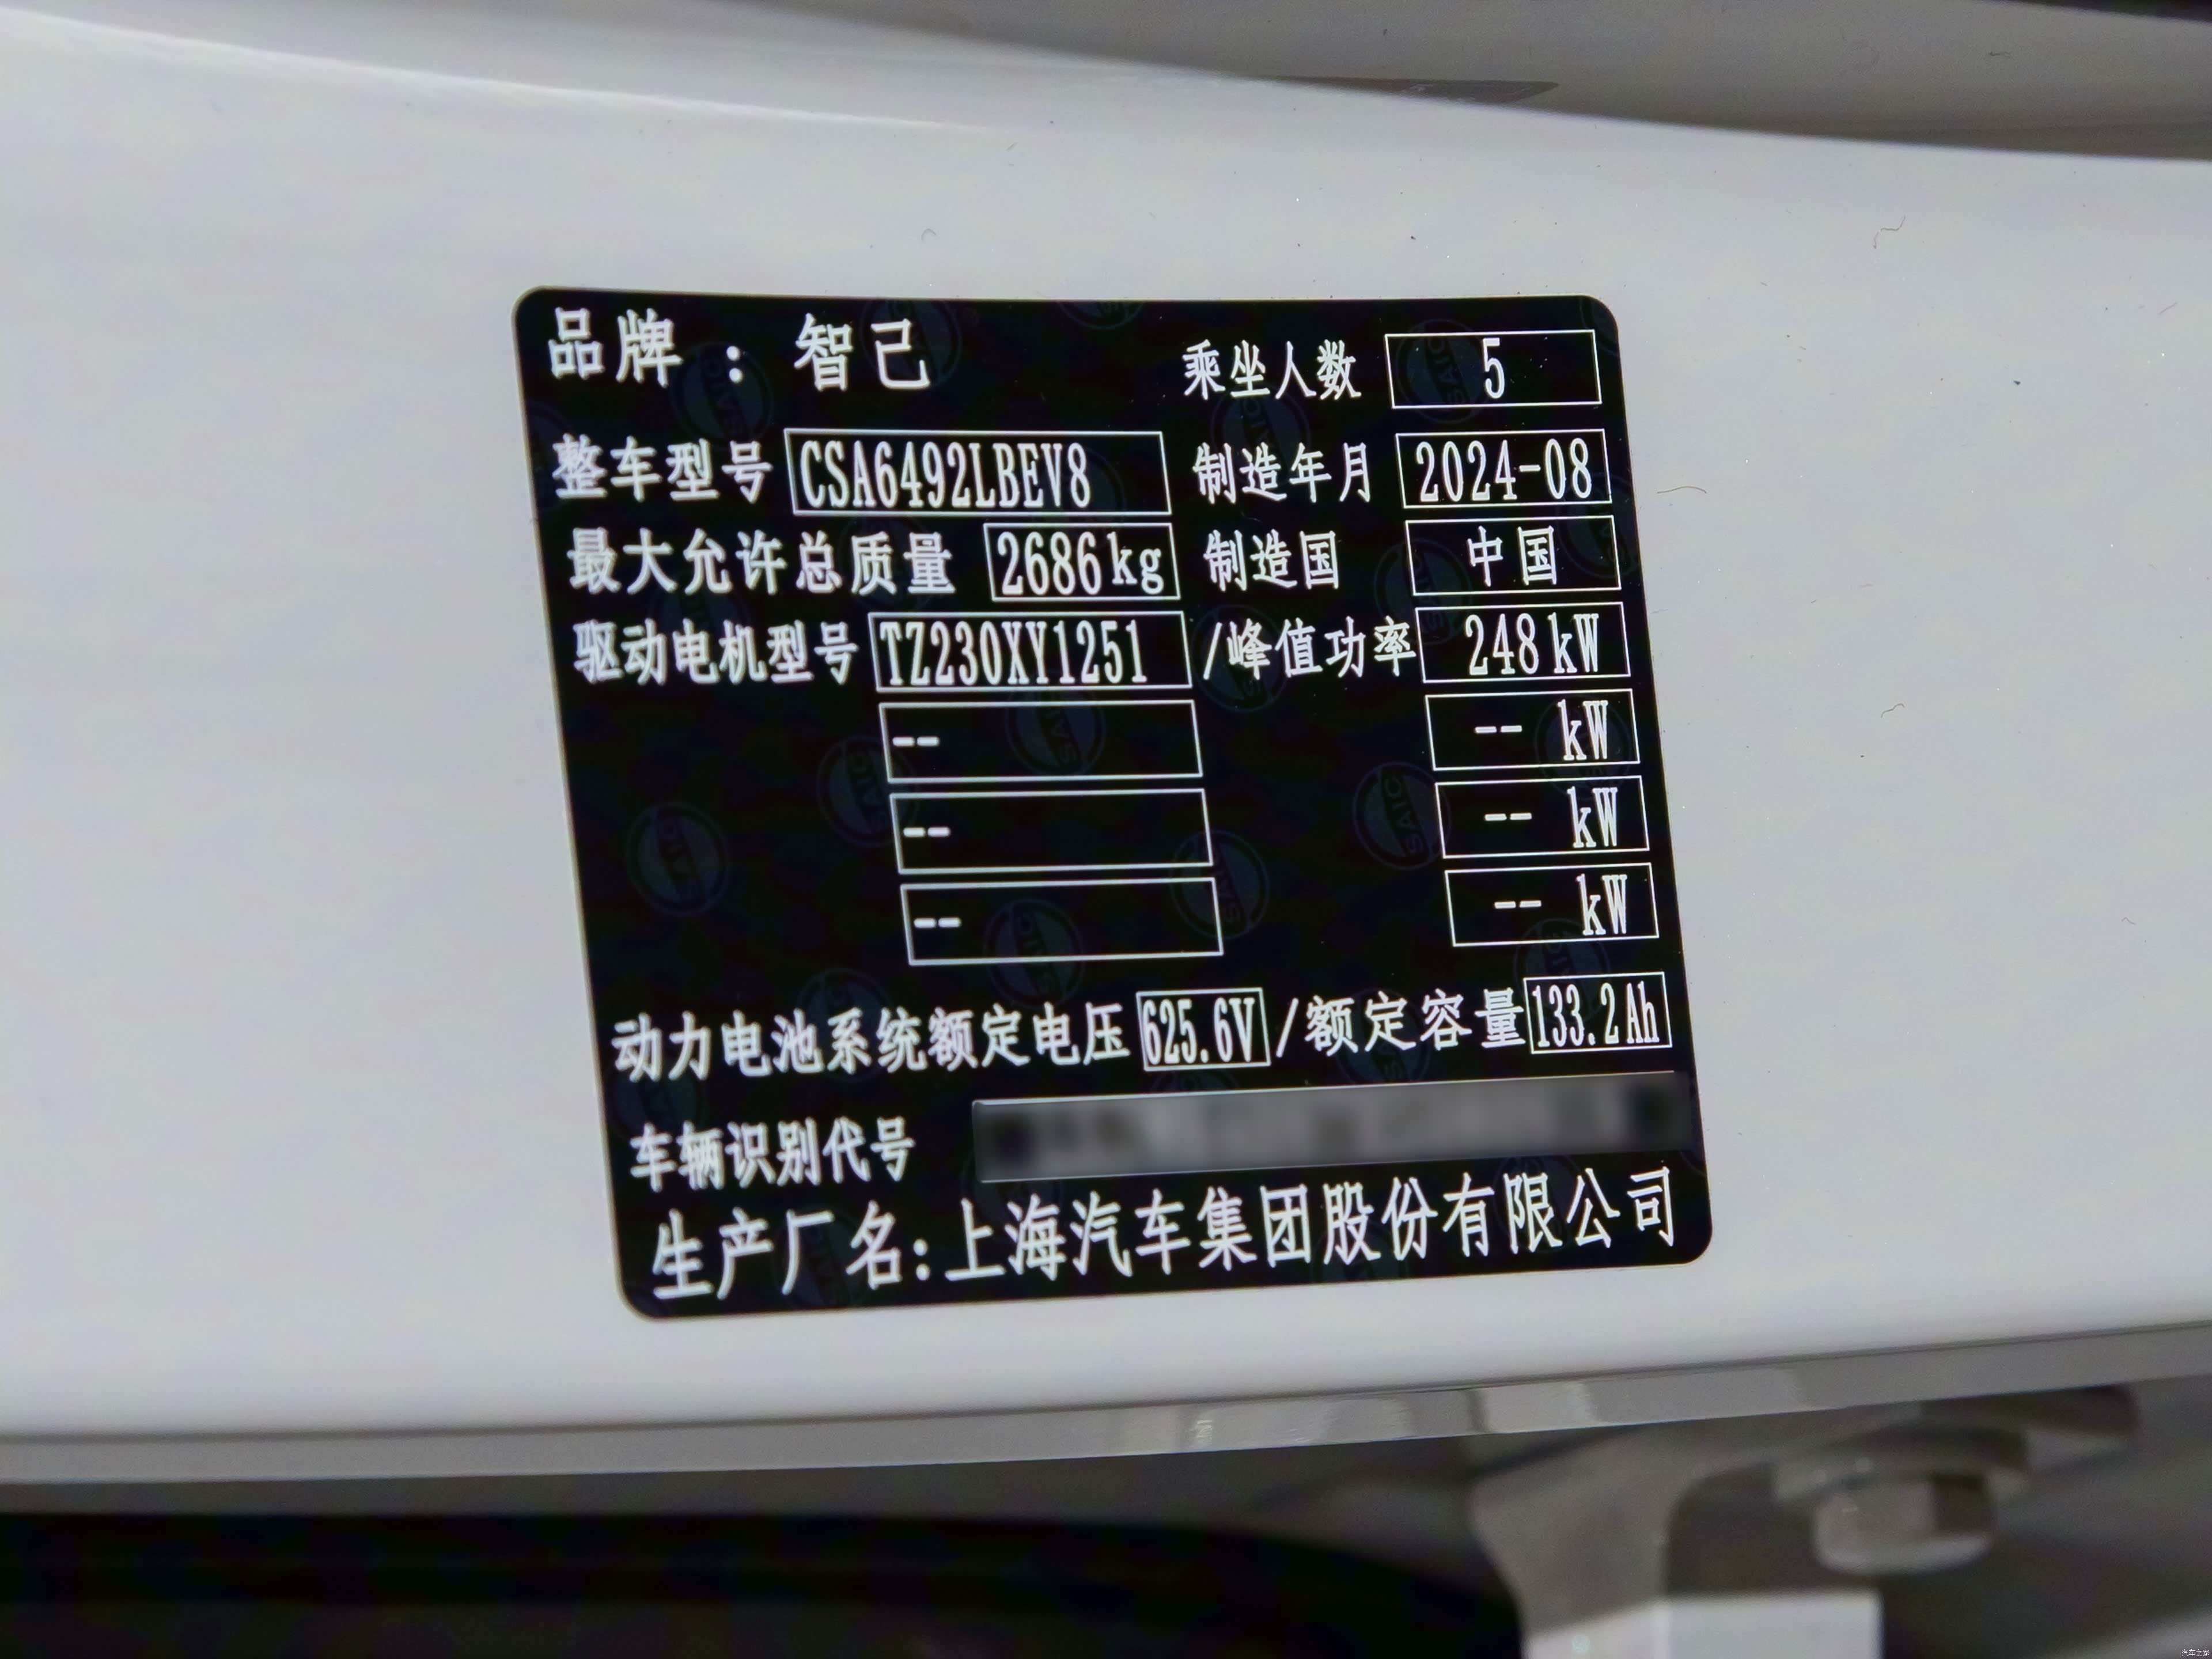 品牌：智己 乘坐人数 5
整车型号 CSA6492LBEV8 制造年月 2024-08
最大允许总质量 2686kg 制造国 中国
驱动电机型号 TZ230XY1251 /峰值功率 248kW
-- -- kW
-- -- kW
-- -- kW
动力电池系统额定电压 625.6V /额定容量 133.2Ah
车辆识别代号
生产厂名:上海汽车集团股份有限公司
汽车之家